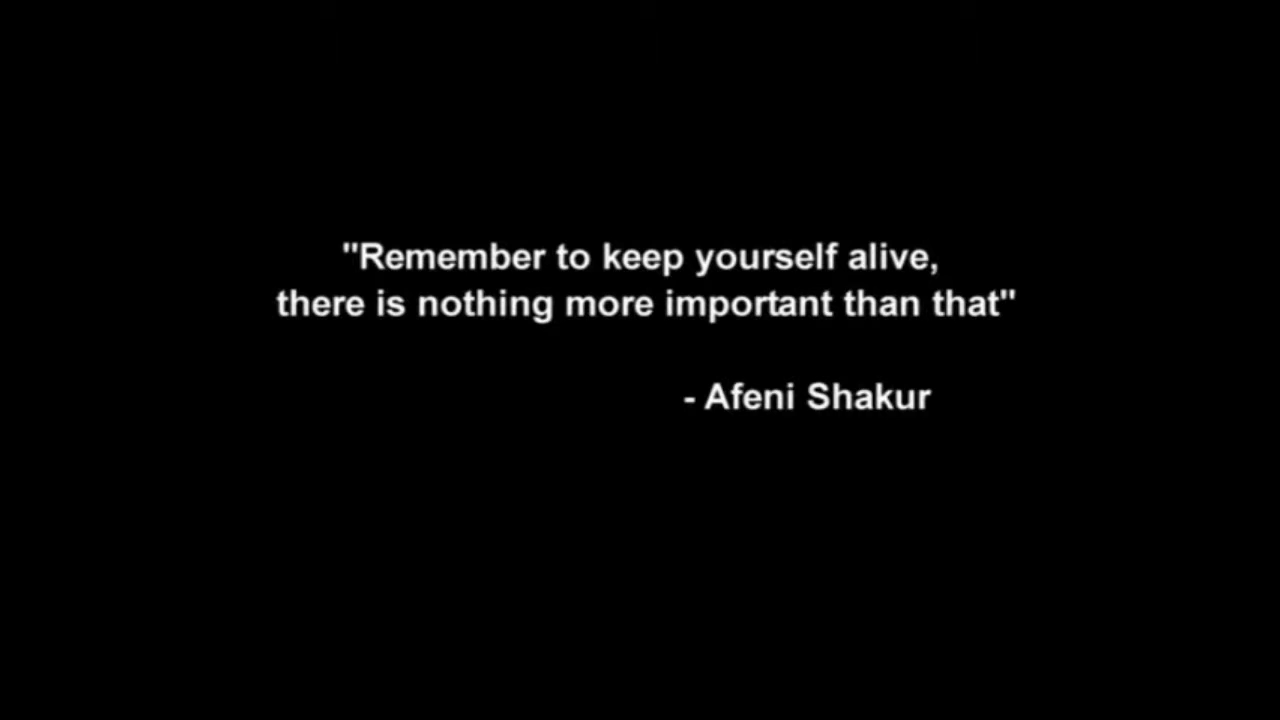 "Remember to keep yourself alive,
there is nothing more important than that"
- Afeni Shakur